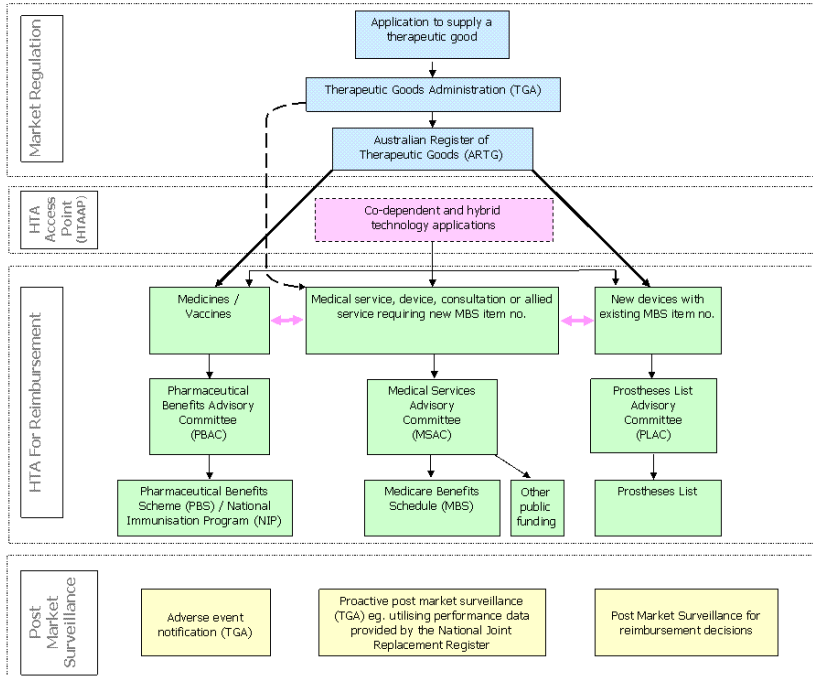 Market Regulation
Application to supply a
therapeutic good
Therapeutic Goods Administration (TGA)
Australian Register of
Therapeutic Goods (ARTG)
HTA
Access
Point
(HTAAP)
Co-dependent and hybrid
technology applications
HTA For Reimbursement
Medicines /
Vaccines
Medical service, device, consultation or allied
service requiring new MBS item no.
New devices with
existing MBS item no.
Pharmaceutical
Benefits Advisory
Committee
(PBAC)
Medical Services
Advisory
Committee
(MSAC)
Prostheses List
Advisory
Committee
(PLAC)
Pharmaceutical Benefits
Scheme (PBS) / National
Immunisation Program (NIP)
Medicare Benefits
Schedule (MBS)
Other
public
funding
Prostheses List
Post
Market
Surveillance
Adverse event
notification (TGA)
Proactive post market surveillance
(TGA) eg. utilising performance data
provided by the National Joint
Replacement Register
Post Market Surveillance for
reimbursement decisions